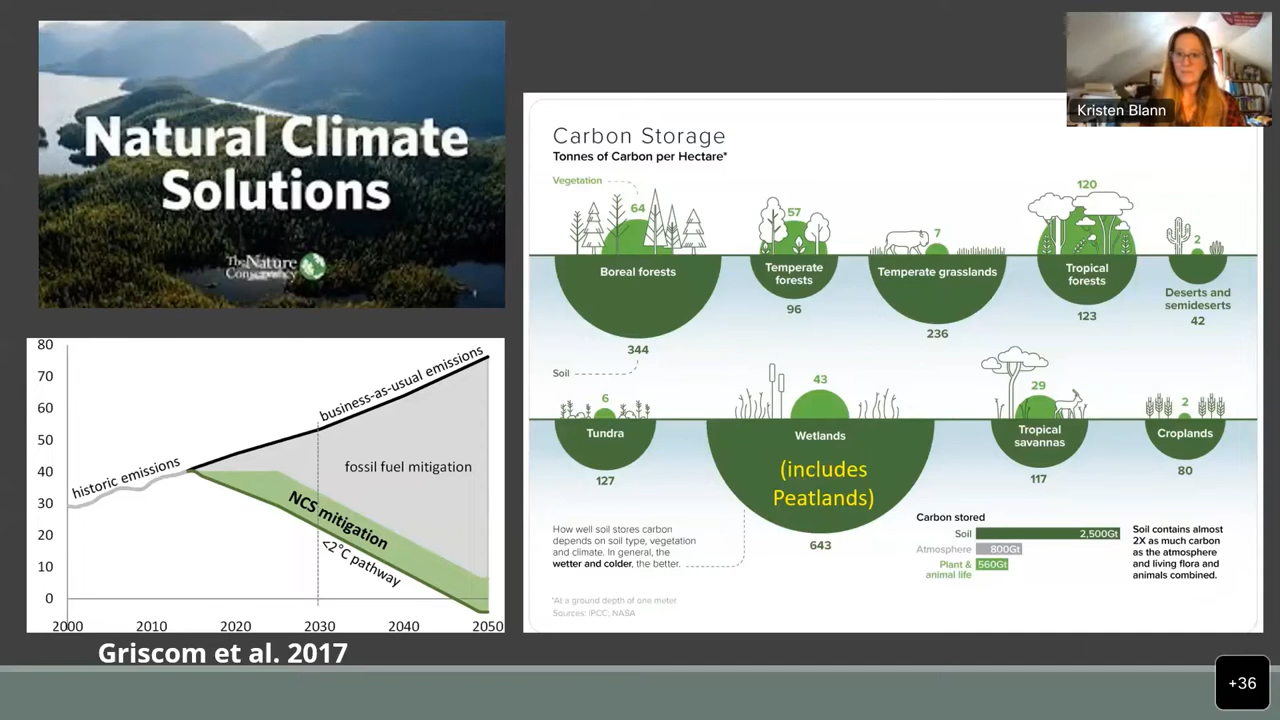 Natural Climate
Solutions
The Nature
Conservancy
Kristen Blann
Carbon Storage
Tonnes of Carbon per Hectare*
Vegetation
64
57
7
120
2
Boreal forests
Temperate
forests
Temperate grasslands
Tropical
forests
Deserts and
semideserts
344
96
236
123
42
Soil
6
43
29
2
Tundra
Wetlands
Tropical
savannas
Croplands
(includes
Peatlands)
127
643
117
80
How well soil stores carbon
depends on soil type, vegetation
and climate. In general, the
wetter and colder, the better.
Carbon stored
Soil
2,500Gt
Atmosphere
800Gt
Plant &
animal life
560Gt
Soil contains almost
2X as much carbon
as the atmosphere
and living flora and
animals combined.
*At a ground depth of one meter
Sources: IPCC; NASA
80
70
60
50
40
30
20
10
0
2000
2010
2020
2030
2040
2050
historic emissions
business-as-usual emissions
fossil fuel mitigation
NCS mitigation
<2°C pathway
Griscom et al. 2017
+36